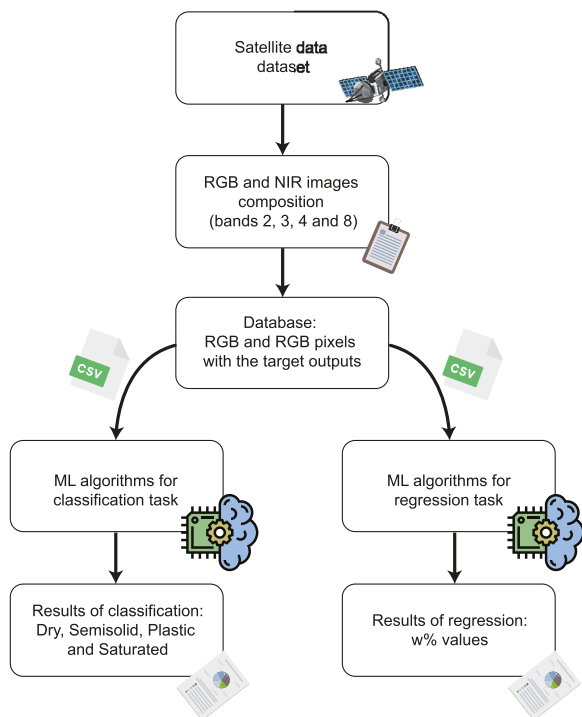 Satellite data
dataset
RGB and NIR images
composition
(bands 2, 3, 4 and 8)
Database:
RGB and RGB pixels
with the target outputs
CSV
CSV
ML algorithms for
classification task
ML algorithms for
regression task
Results of classification:
Dry, Semisolid, Plastic
and Saturated
Results of regression:
w% values